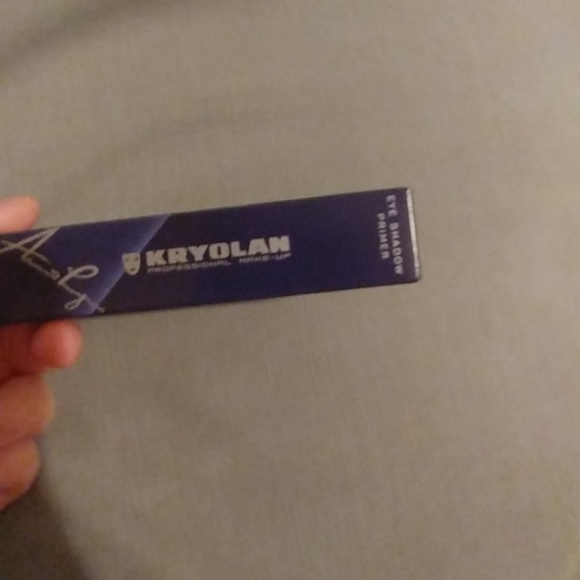 KRYOLAN
PROFESSIONAL MAKE-UP
EYE SHADOW
PRIMER